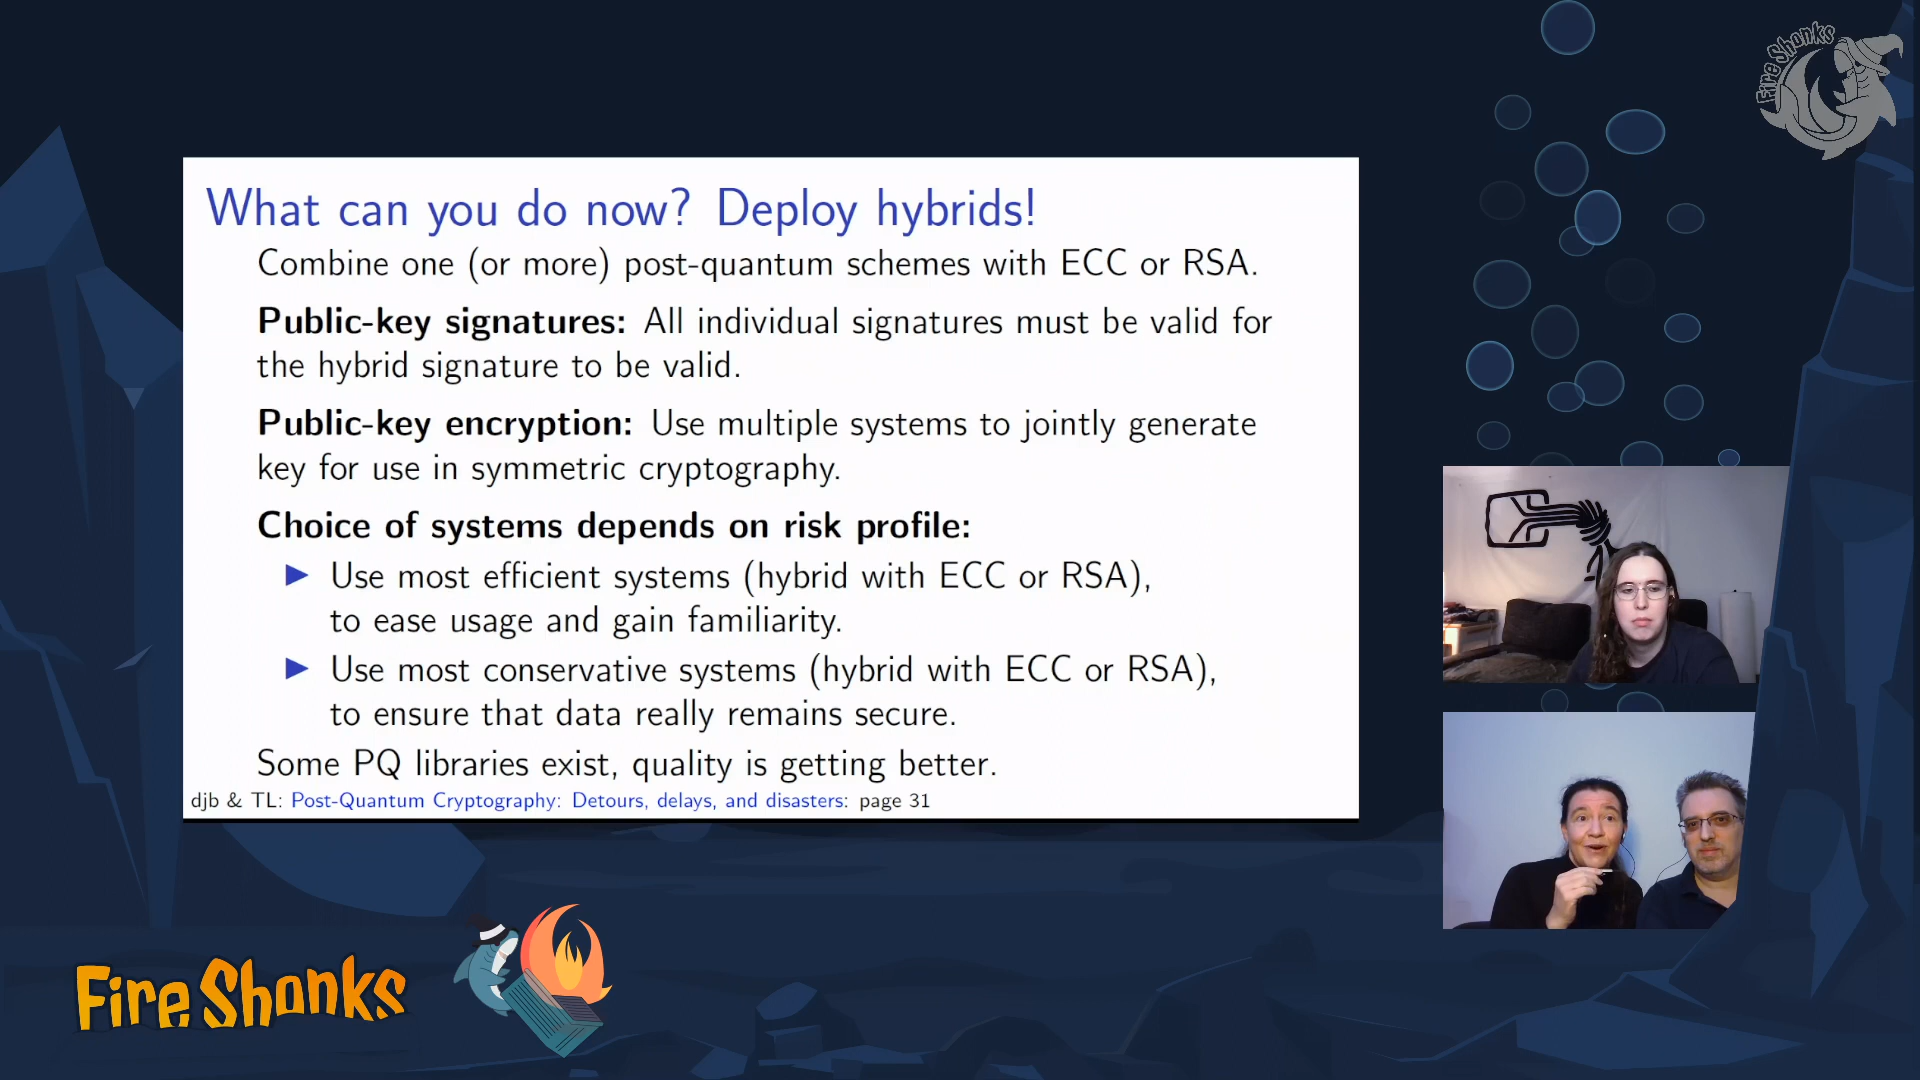 Fire Shonks
What can you do now? Deploy hybrids!
Combine one (or more) post-quantum schemes with ECC or RSA.
Public-key signatures: All individual signatures must be valid for
the hybrid signature to be valid.
Public-key encryption: Use multiple systems to jointly generate
key for use in symmetric cryptography.
Choice of systems depends on risk profile:
▶ Use most efficient systems (hybrid with ECC or RSA),
to ease usage and gain familiarity.
▶ Use most conservative systems (hybrid with ECC or RSA),
to ensure that data really remains secure.
Some PQ libraries exist, quality is getting better.
djb & TL: Post-Quantum Cryptography: Detours, delays, and disasters: page 31
Fire Shonks